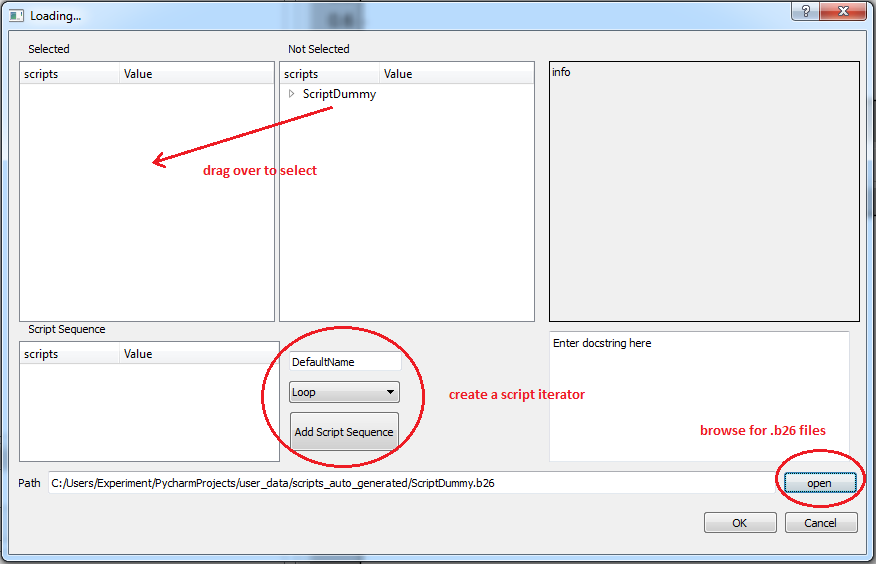 Loading...
?
Selected
Not Selected
scripts Value
scripts Value
info
ScriptDummy
drag over to select
Script Sequence
scripts Value
Enter docstring here
DefaultName
Loop
create a script iterator
Add Script Sequence
browse for .b26 files
Path C:/Users/Experiment/PycharmProjects/user_data/scripts_auto_generated/ScriptDummy.b26 open
OK Cancel